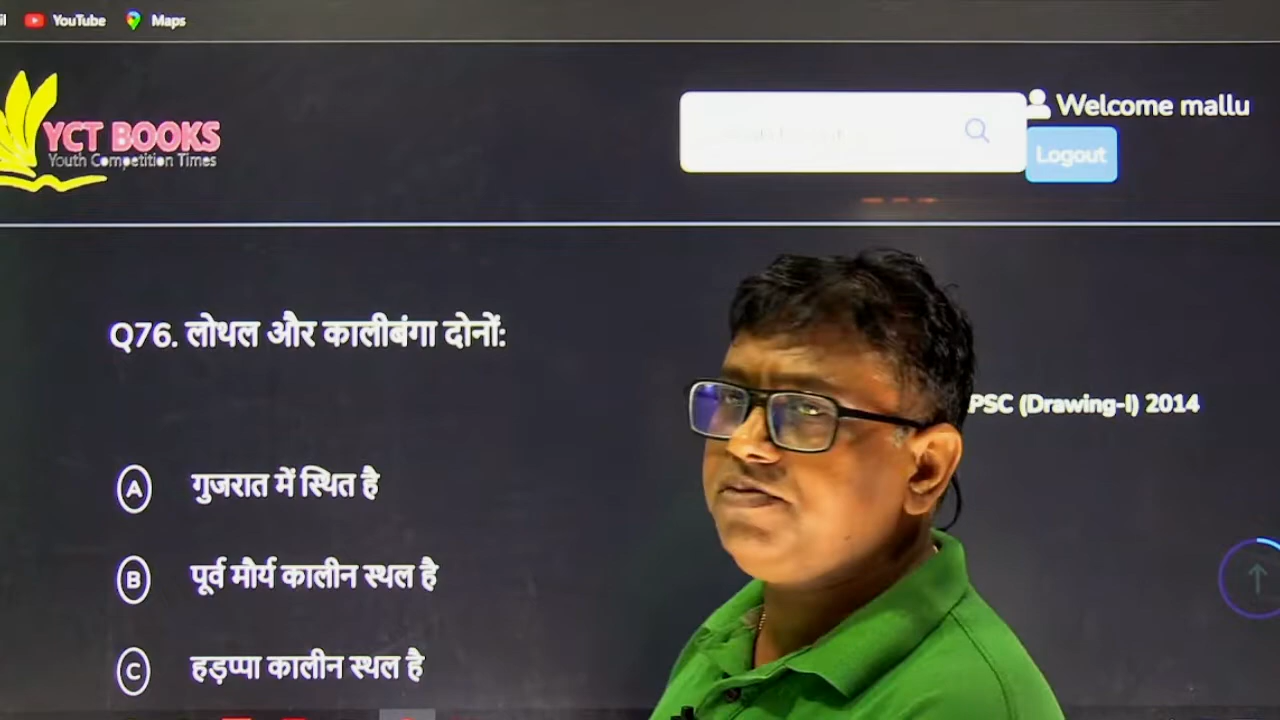 YouTube Maps
YCT BOOKS
Youth Competition Times
Welcome mallu
Logout
Q76. लोथल और कालीबंगा दोनों:
PSC (Drawing-I) 2014
A गुजरात में स्थित है
B पूर्व मौर्य कालीन स्थल है
C हड़प्पा कालीन स्थल है